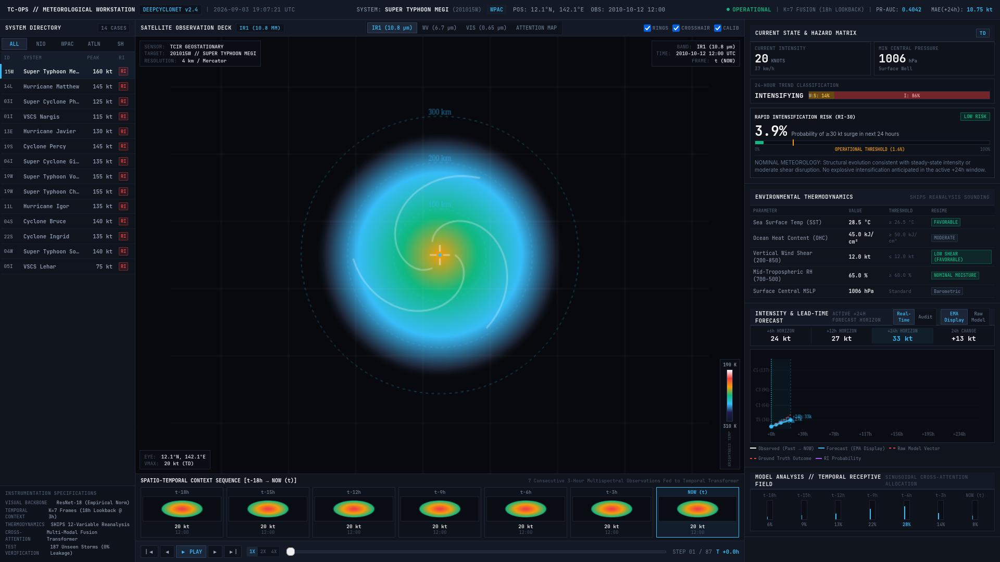 TC-OPS // METEOROLOGICAL WORKSTATION DEEPCYCLONET v2.4 | 2026-09-03 19:07:21 UTC SYSTEM: SUPER TYPHOON MEGI (201015W) WPAC POS: 12.1°N, 142.1°E OBS: 2010-10-12 12:00 OPERATIONAL | K=7 FUSION (18h LOOKBACK) | PR-AUC: 0.4042 MAE(+24h): 10.75 kt
SYSTEM DIRECTORY 14 CASES
ALL NIO WPAC ATLN SH
ID SYSTEM PEAK RI
15W Super Typhoon Me… 160 kt RI
14L Hurricane Matthew 145 kt RI
03I Super Cyclone Ph… 125 kt RI
01I VSCS Nargis 115 kt RI
13E Hurricane Javier 130 kt RI
19S Cyclone Percy 145 kt RI
04I Super Cyclone Gi… 135 kt RI
19W Super Typhoon Vo… 155 kt RI
19W Super Typhoon Ch… 155 kt RI
11L Hurricane Igor 135 kt RI
04S Cyclone Bruce 140 kt RI
22S Cyclone Ingrid 135 kt RI
04W Super Typhoon So… 140 kt RI
05I VSCS Lehar 75 kt RI
INSTRUMENTATION SPECIFICATIONS
VISUAL BACKBONE ResNet-18 (Empirical Norm)
TEMPORAL CONTEXT K=7 Frames (18h Lookback @ 3h)
THERMODYNAMICS SHIPS 12-Variable Reanalysis
CROSS-ATTENTION Multi-Modal Fusion Transformer
TEST VERIFICATION 187 Unseen Storms (0% Leakage)
SATELLITE OBSERVATION DECK IR1 (10.8 MM) IR1 (10.8 µm) WV (6.7 µm) VIS (0.65 µm) ATTENTION MAP RINGS CROSSHAIR CALIB
SENSOR: TCIR GEOSTATIONARY
TARGET: 201015W // SUPER TYPHOON MEGI
RESOLUTION: 4 km / Mercator
BAND: IR1 (10.8 µm)
TIME: 2010-10-12 12:00 UTC
FRAME: t (NOW)
300 km
200 km
100 km
190 K
310 K
BRIGHTNESS TEMP
EYE: 12.1°N, 142.1°E
VMAX: 20 kt (TD)
SPATIO-TEMPORAL CONTEXT SEQUENCE [t-18h → NOW (t)] 7 Consecutive 3-Hour Multispectral Observations Fed to Temporal Transformer
t-18h t-15h t-12h t-9h t-6h t-3h NOW (t)
20 kt 20 kt 20 kt 20 kt 20 kt 20 kt 20 kt
12:00 12:00 12:00 12:00 12:00 12:00 12:00
PLAY 1X 2X 4X STEP 01 / 87 T +0.0h
CURRENT STATE & HAZARD MATRIX TD
CURRENT INTENSITY MIN CENTRAL PRESSURE
20 KNOTS 1006 hPa
37 km/h Surface Well
24-HOUR TREND CLASSIFICATION
INTENSIFYING W:S: 14% I: 86%
RAPID INTENSIFICATION RISK (RI-30) LOW RISK
3.9% Probability of ≥30 kt surge in next 24 hours
0% OPERATIONAL THRESHOLD (1.6%) 100%
NOMINAL METEOROLOGY: Structural evolution consistent with steady-state intensity or
moderate shear disruption. No explosive intensification anticipated in the active +24h window.
ENVIRONMENTAL THERMODYNAMICS SHIPS REANALYSIS SOUNDING
PARAMETER VALUE THRESHOLD REGIME
Sea Surface Temp (SST) 28.5 °C ≥ 26.5 °C FAVORABLE
Ocean Heat Content (OHC) 45.0 kJ/cm² ≥ 50.0 kJ/cm² MODERATE
Vertical Wind Shear (200-850) 12.0 kt ≤ 12.0 kt LOW SHEAR (FAVORABLE)
Mid-Tropospheric RH (700-500) 65.0 % ≥ 60.0 % NOMINAL MOISTURE
Surface Central MSLP 1006 hPa Standard Barometric
INTENSITY & LEAD-TIME FORECAST ACTIVE +24H FORECAST HORIZON Real-Time Audit EMA Display Raw Model
+6h HORIZON +12h HORIZON +24h HORIZON 24h CHANGE
24 kt 27 kt 33 kt +13 kt
C5 (137)
C3 (96)
C1 (64)
TS (34)
+24h: 33k
+0h +39h +78h +117h +156h +195h +234h
Observed (Past → NOW) Forecast (EMA Display) Raw Model Vector
Ground Truth Outcome RI Probability
MODEL ANALYSIS // TEMPORAL RECEPTIVE FIELD SINUSOIDAL CROSS-ATTENTION ALLOCATION
t-18h t-15h t-12h t-9h t-6h t-3h NOW (t)
6% 9% 13% 22% 28% 14% 8%